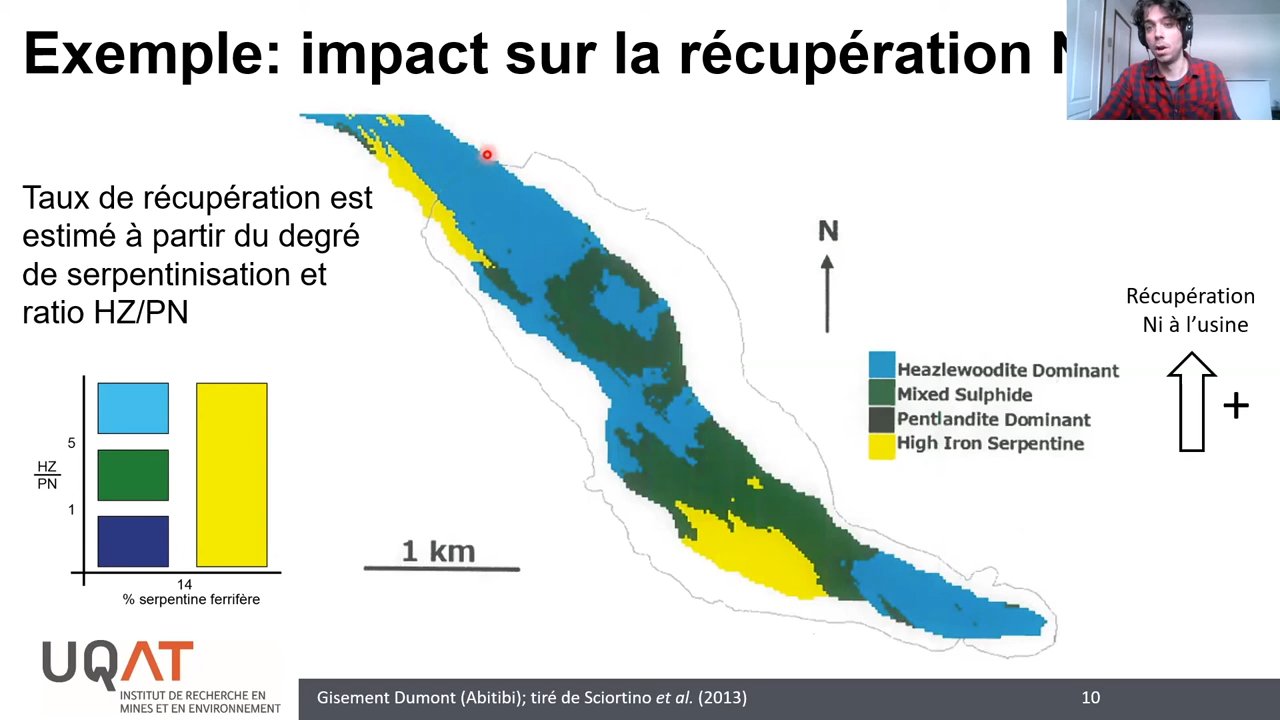 Exemple: impact sur la récupération
Taux de récupération est
estimé à partir du degré
de serpentinisation et
ratio HZ/PN
N
Récupération
Ni à l'usine
+
Heazlewoodite Dominant
Mixed Sulphide
Pentlandite Dominant
High Iron Serpentine
5
HZ
PN
1
14
% serpentine ferrifère
1 km
UQAT
INSTITUT DE RECHERCHE EN
MINES ET EN ENVIRONNEMENT
Gisement Dumont (Abitibi); tiré de Sciortino et al. (2013)
10